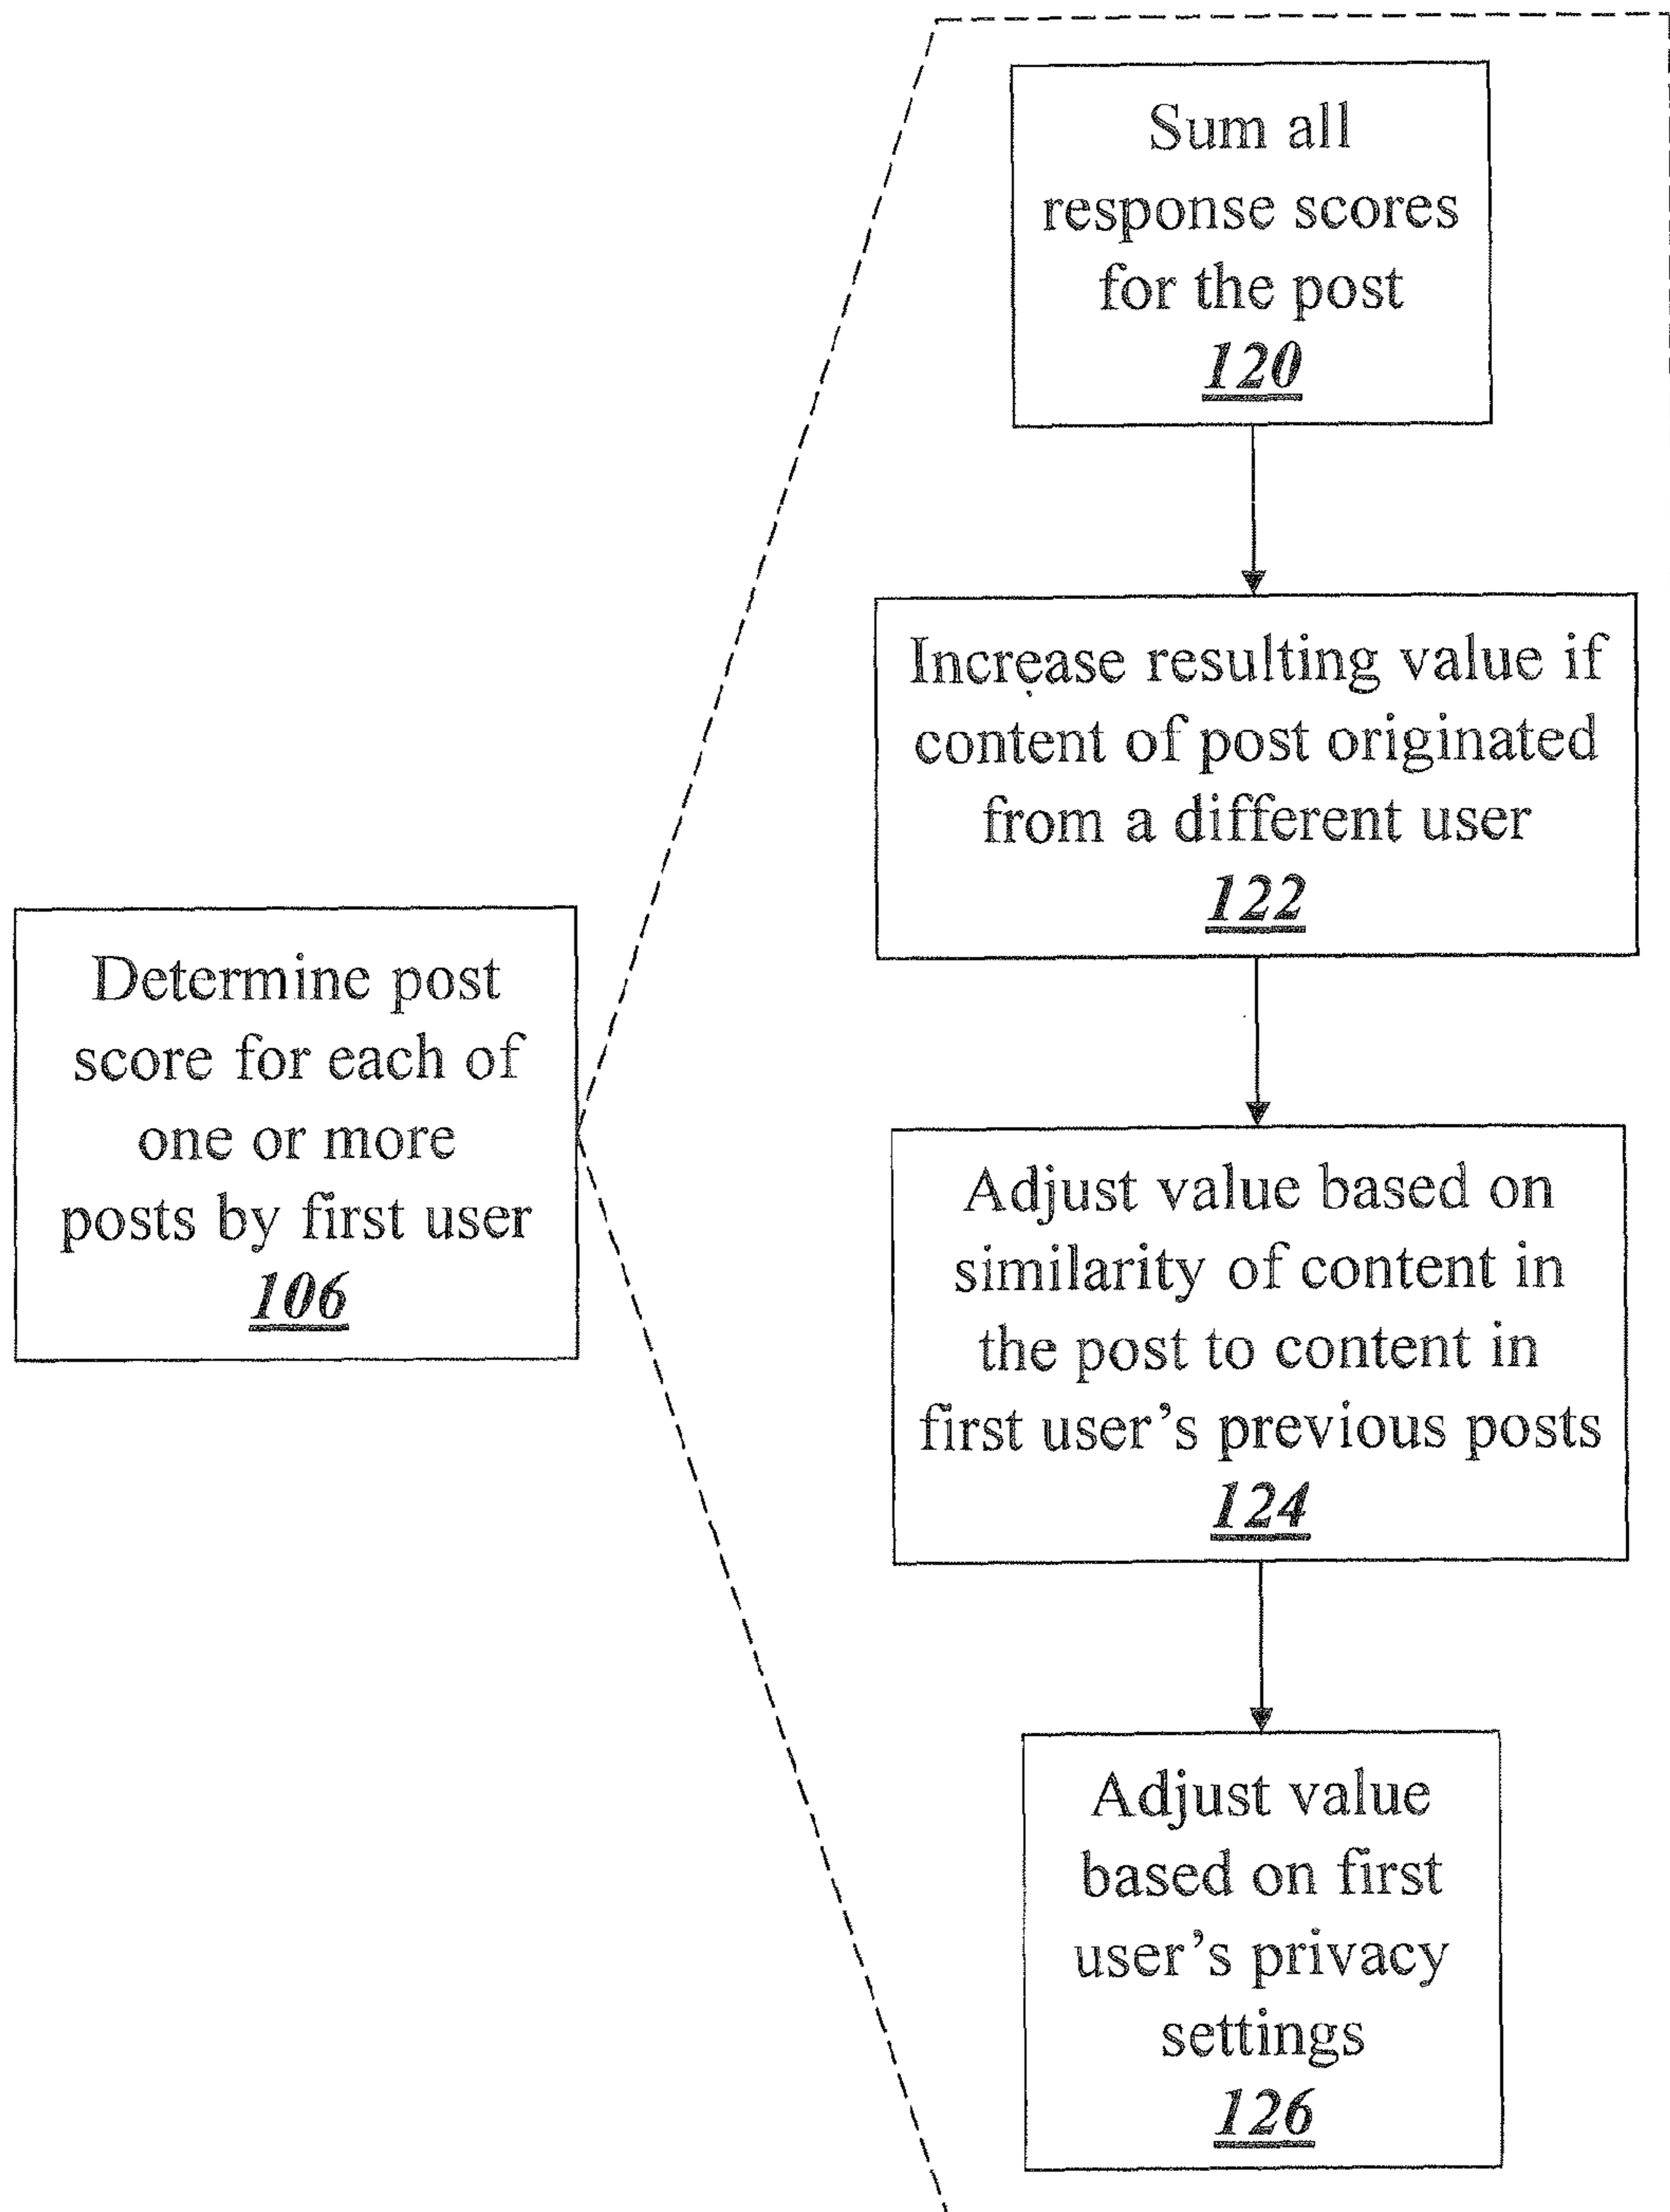 Sum all
response scores
for the post
120
Increase resulting value if
content of post originated
from a different user
122
Determine post
score for each of
one or more
posts by first user
106
Adjust value based on
similarity of content in
the post to content in
first user's previous posts
124
Adjust value
based on first
user's privacy
settings
126